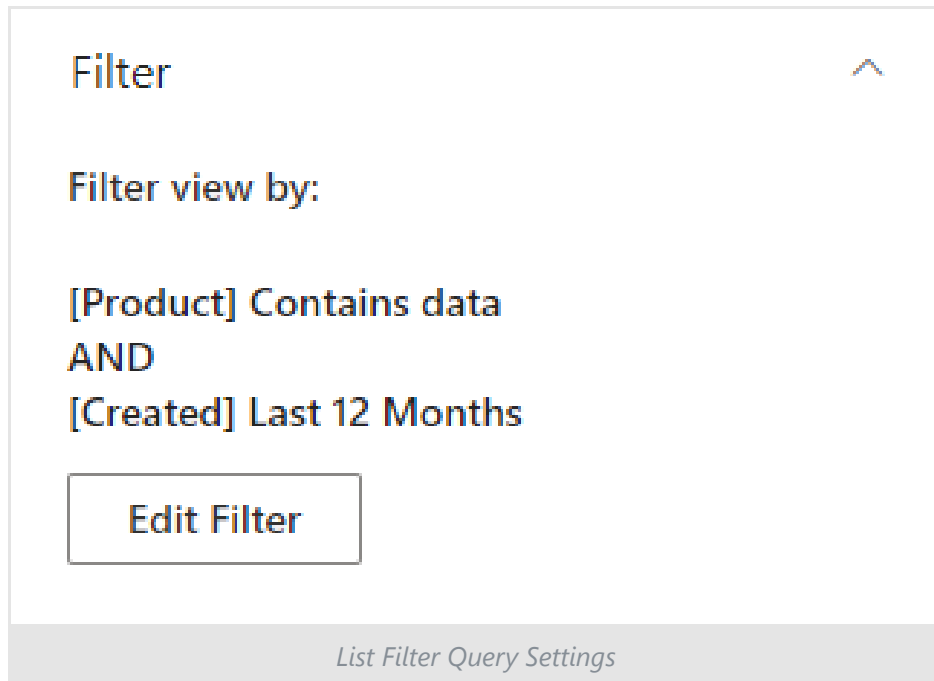 Filter
Filter view by:
[Product] Contains data
AND
[Created] Last 12 Months
Edit Filter
List Filter Query Settings